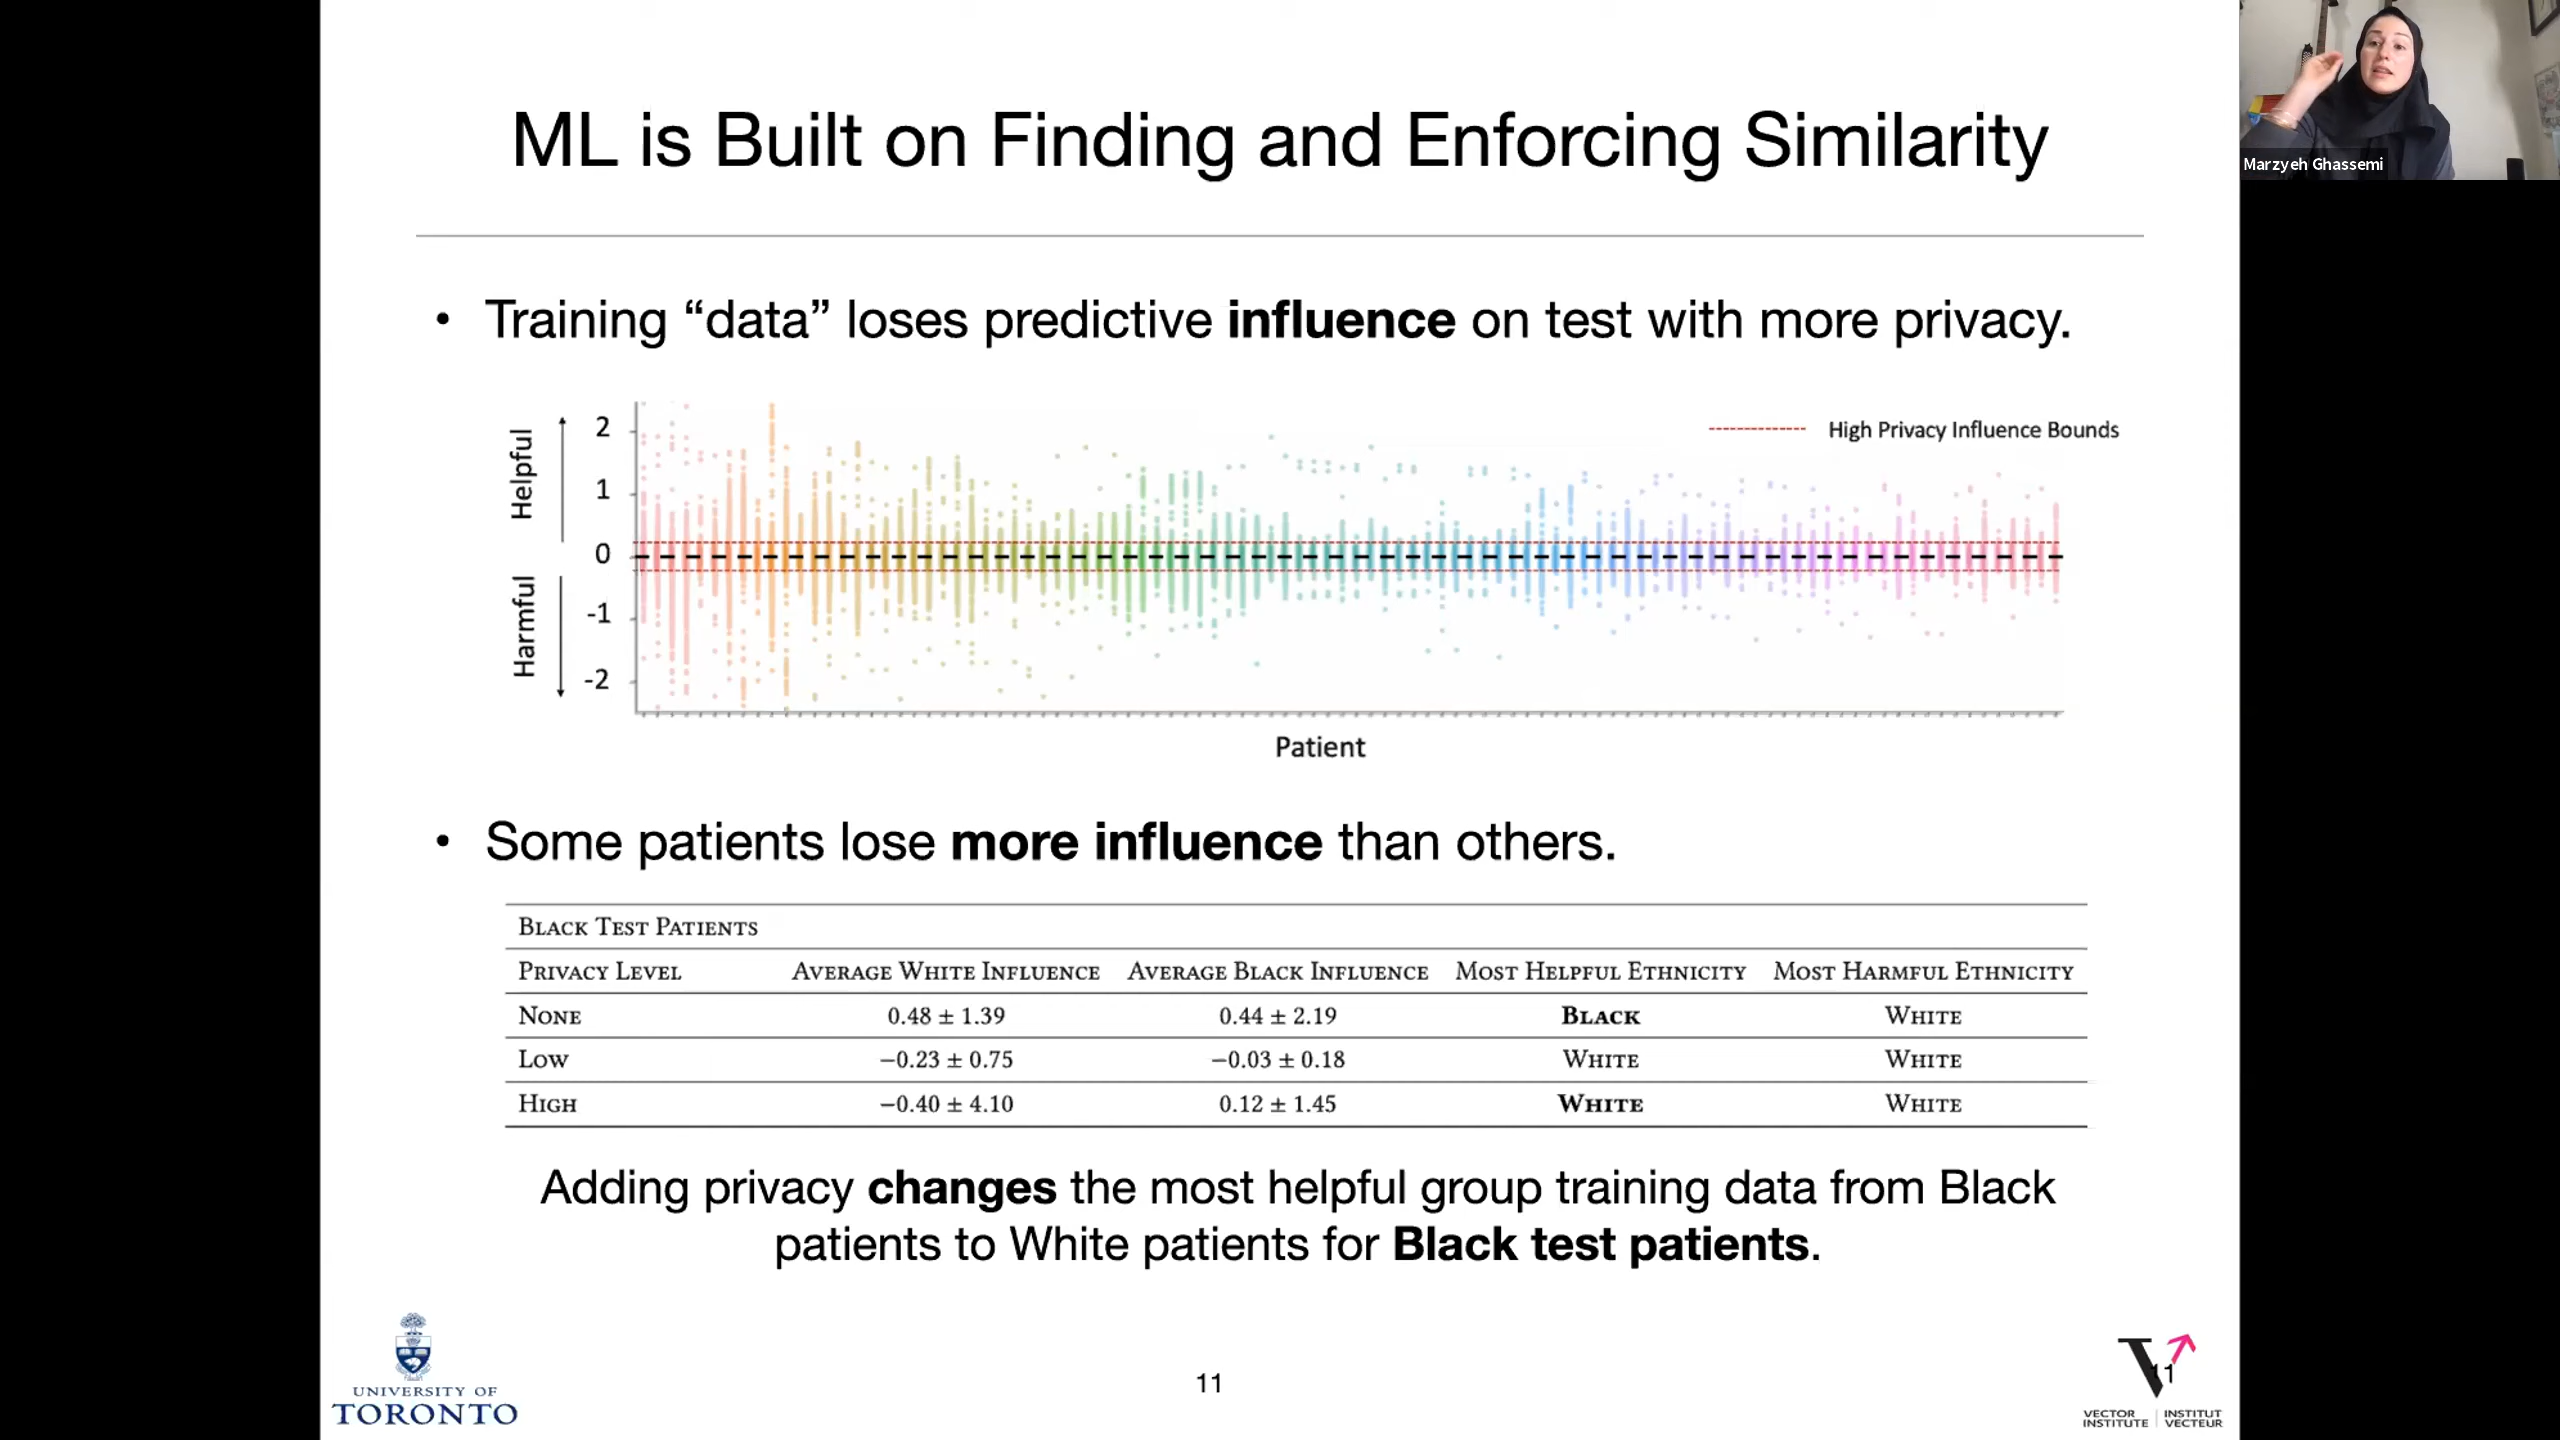 ML is Built on Finding and Enforcing Similarity
Marzyeh Ghassemi
• Training “data” loses predictive influence on test with more privacy.
Helpful
Harmful
2
1
0
-1
-2
High Privacy Influence Bounds
Patient
• Some patients lose more influence than others.
BLACK TEST PATIENTS
PRIVACY LEVEL AVERAGE WHITE INFLUENCE AVERAGE BLACK INFLUENCE MOST HELPFUL ETHNICITY MOST HARMFUL ETHNICITY
NONE 0.48 ± 1.39 0.44 ± 2.19 BLACK WHITE
LOW −0.23 ± 0.75 −0.03 ± 0.18 WHITE WHITE
HIGH −0.40 ± 4.10 0.12 ± 1.45 WHITE WHITE
Adding privacy changes the most helpful group training data from Black
patients to White patients for Black test patients.
UNIVERSITY OF
TORONTO
11
11
VECTOR INSTITUT
INSTITUTE VECTEUR